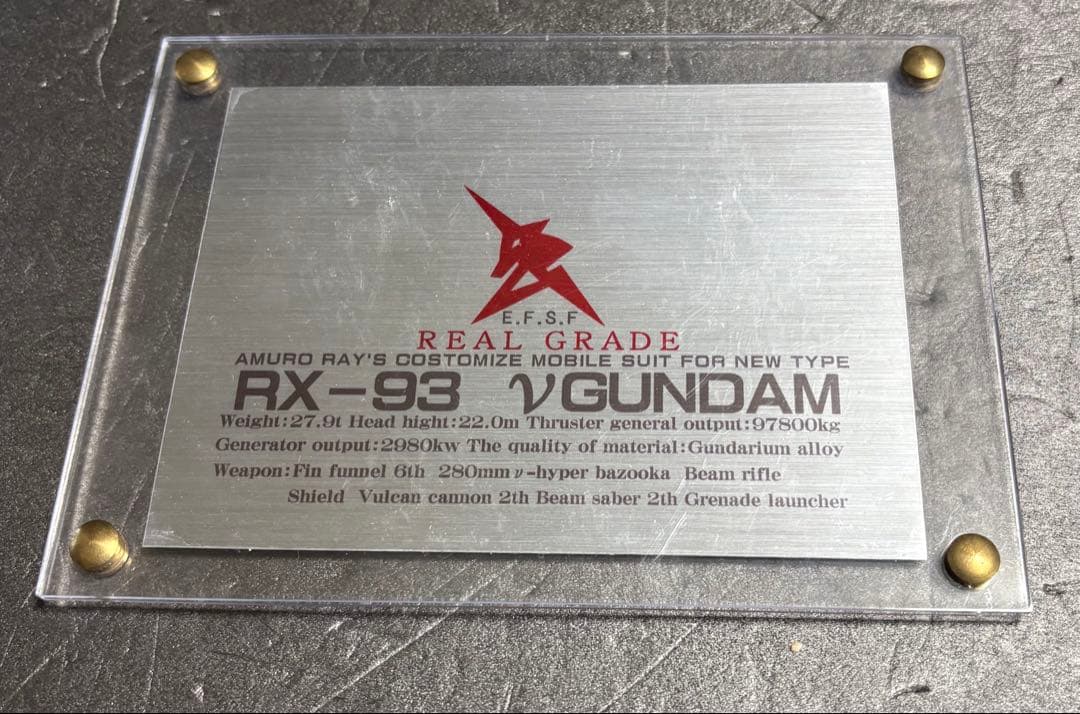 E.F.S.F
REAL GRADE
AMURO RAY'S COSTOMIZE MOBILE SUIT FOR NEW TYPE
RX-93 νGUNDAM
Weight:27.9t Head hight:22.0m Thruster general output:97800kg
Generator output:2980kw The quality of material:Gundarium alloy
Weapon:Fin funnel 6th 280mm ν-hyper bazooka Beam rifle
Shield Vulcan cannon 2th Beam saber 2th Grenade launcher